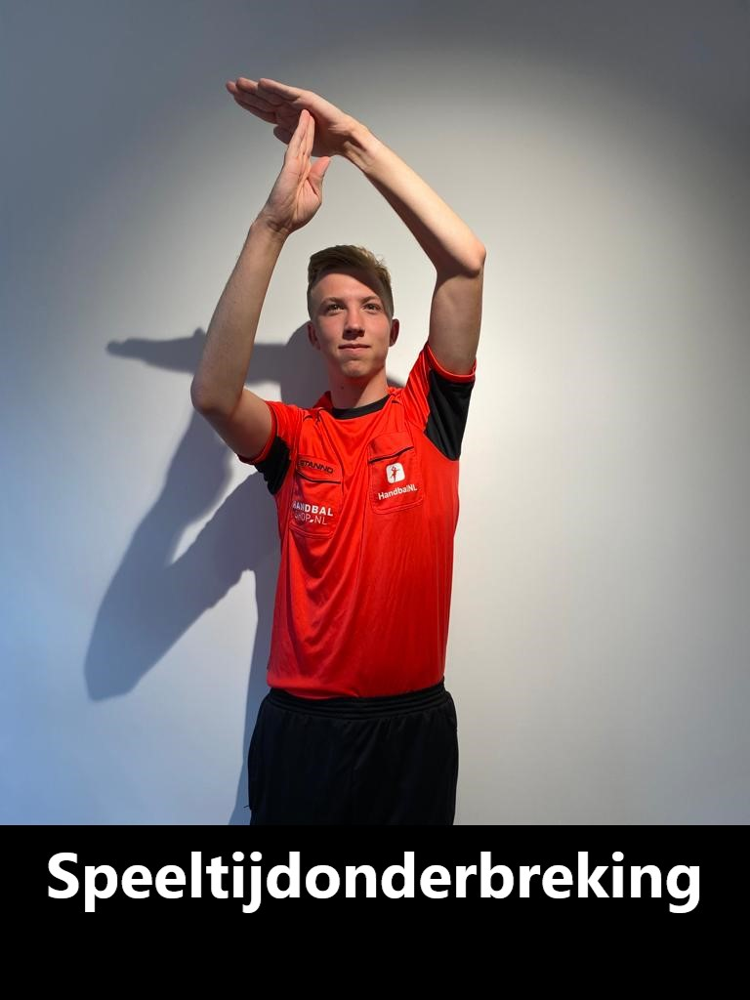 STANNO
HANDBAL
SHOP.NL
HandbalNL
Speeltijdonderbreking